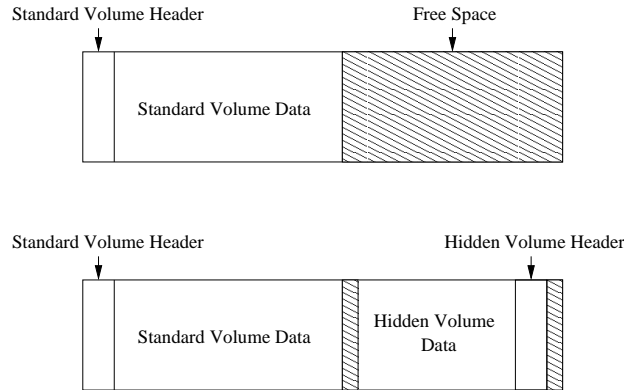 Standard Volume Header
Free Space
Standard Volume Data
Standard Volume Header
Hidden Volume Header
Standard Volume Data
Hidden Volume
Data